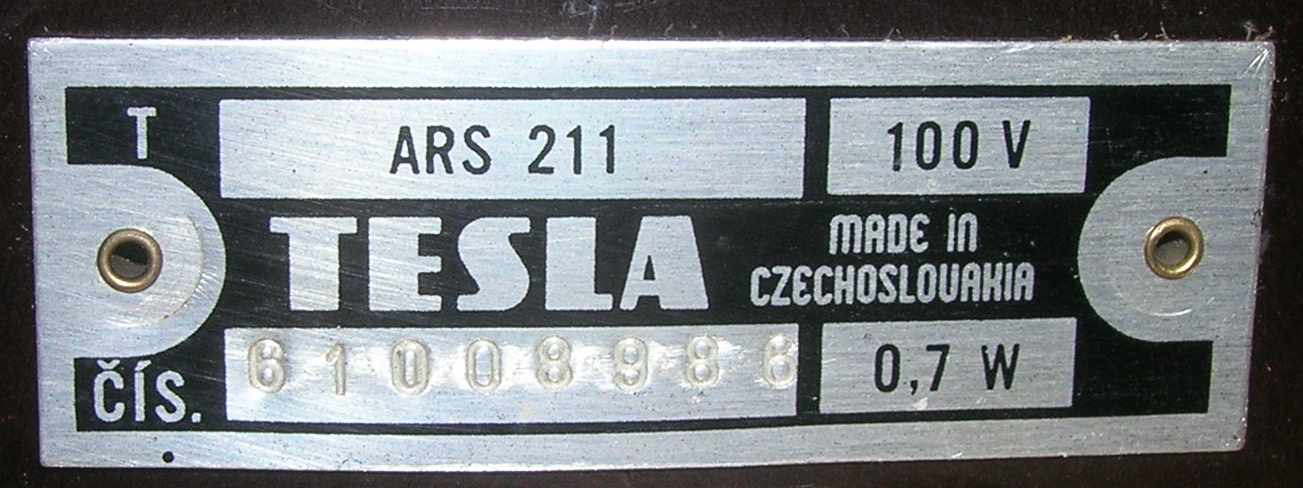 T ARS 211 100 V
TESLA MADE IN
CZECHOSLOVAKIA
ČÍS. 61008986 0,7 W